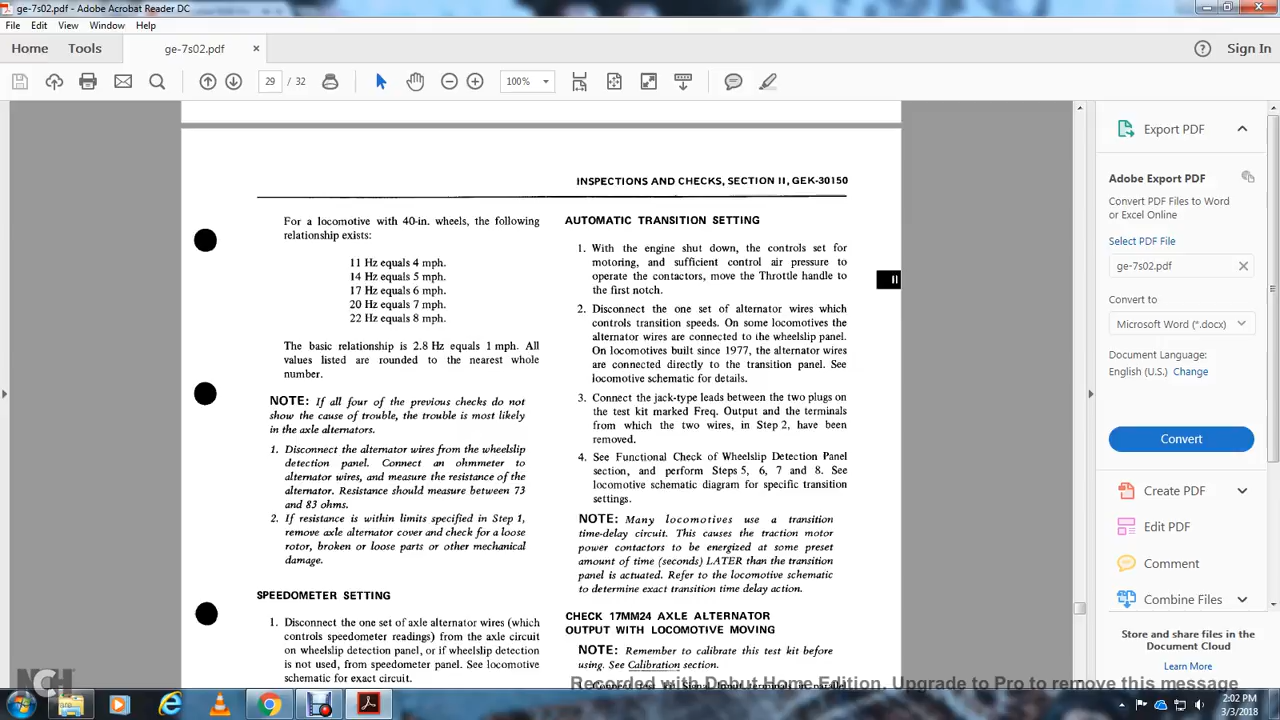 ge-7s02.pdf - Adobe Acrobat Reader DC
File Edit View Window Help
Home Tools ge-7s02.pdf × ? Sign In
29 / 32 100%
INSPECTIONS AND CHECKS, SECTION II, GEK-30150
For a locomotive with 40-in. wheels, the following
relationship exists:
11 Hz equals 4 mph.
14 Hz equals 5 mph.
17 Hz equals 6 mph.
20 Hz equals 7 mph.
22 Hz equals 8 mph.
The basic relationship is 2.8 Hz equals 1 mph. All
values listed are rounded to the nearest whole
number.
NOTE: If all four of the previous checks do not
show the cause of trouble, the trouble is most likely
in the axle alternators.
1. Disconnect the alternator wires from the wheelslip
detection panel. Connect an ohmmeter to
alternator wires, and measure the resistance of the
alternator. Resistance should measure between 73
and 83 ohms.
2. If resistance is within limits specified in Step 1,
remove axle alternator cover and check for a loose
rotor, broken or loose parts or other mechanical
damage.
SPEEDOMETER SETTING
1. Disconnect the one set of axle alternator wires (which
controls speedometer readings) from the axle circuit
on wheelslip detection panel, or if wheelslip detection
is not used, from speedometer panel. See locomotive
schematic for exact circuit.
AUTOMATIC TRANSITION SETTING
1. With the engine shut down, the controls set for
motoring, and sufficient control air pressure to
operate the contactors, move the Throttle handle to
the first notch.
2. Disconnect the one set of alternator wires which
controls transition speeds. On some locomotives the
alternator wires are connected to the wheelslip panel.
On locomotives built since 1977, the alternator wires
are connected directly to the transition panel. See
locomotive schematic for details.
3. Connect the jack-type leads between the two plugs on
the test kit marked Freq. Output and the terminals
from which the two wires, in Step 2, have been
removed.
4. See Functional Check of Wheelslip Detection Panel
section, and perform Steps 5, 6, 7 and 8. See
locomotive schematic diagram for specific transition
settings.
NOTE: Many locomotives use a transition
time-delay circuit. This causes the traction motor
power contactors to be energized at some preset
amount of time (seconds) LATER than the transition
panel is actuated. Refer to the locomotive schematic
to determine exact transition time delay action.
CHECK 17MM24 AXLE ALTERNATOR
OUTPUT WITH LOCOMOTIVE MOVING
NOTE: Remember to calibrate this test kit before
using. See Calibration section.
II
Export PDF
Adobe Export PDF
Convert PDF Files to Word
or Excel Online
Select PDF File
ge-7s02.pdf
Convert to
Microsoft Word (*.docx)
Document Language:
English (U.S.) Change
Convert
Create PDF
Edit PDF
Comment
Combine Files
Store and share files in the
Document Cloud
Learn More
NCH
Recorded with Debut Home Edition. Upgrade to Pro to remove this message
2:02 PM
3/3/2018